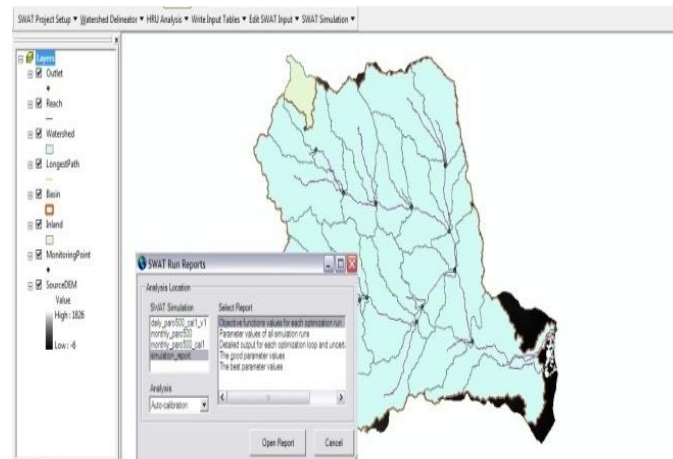 SWAT Project Setup Watershed Delineator HRU Analysis Write Input Tables Edit SWAT Input SWAT Simulation
Layers
Outlet
Reach
Watershed
LongestPath
Basin
Inland
MonitoringPoint
SourceDEM
Value
High : 1826
Low : -6
SWAT Run Reports
Analysis Location
SWAT Simulation
daily_parc500_cal1_v1
monthly_parc500
monthly_parc500_cal1
simulation_report
Analysis
Auto-calibration
Select Report
Objective functions values for each optimization run
Parameter values of all simulation runs
Detailed output for each optimization loop and uncert
The good parameter values
The best parameter values
Open Report Cancel